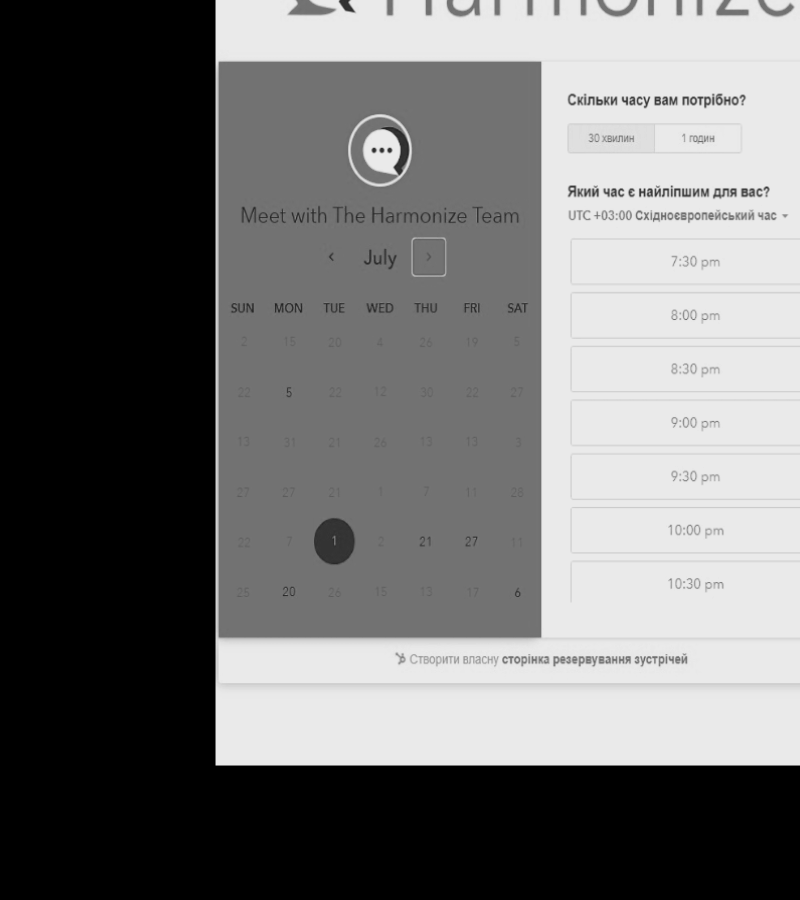 Harmonize
Meet with The Harmonize Team
‹ July ›
SUN MON TUE WED THU FRI SAT
2 15 20 4 26 19 5
22 5 22 12 30 22 27
13 31 21 26 13 13 3
27 27 21 1 7 11 28
22 7 1 2 21 27 11
25 20 26 15 13 17 6
Скільки часу вам потрібно?
30 хвилин 1 годин
Який час є найліпшим для вас?
UTC +03:00 Східноєвропейський час
7:30 pm
8:00 pm
8:30 pm
9:00 pm
9:30 pm
10:00 pm
10:30 pm
Створити власну сторінка резервування зустрічей